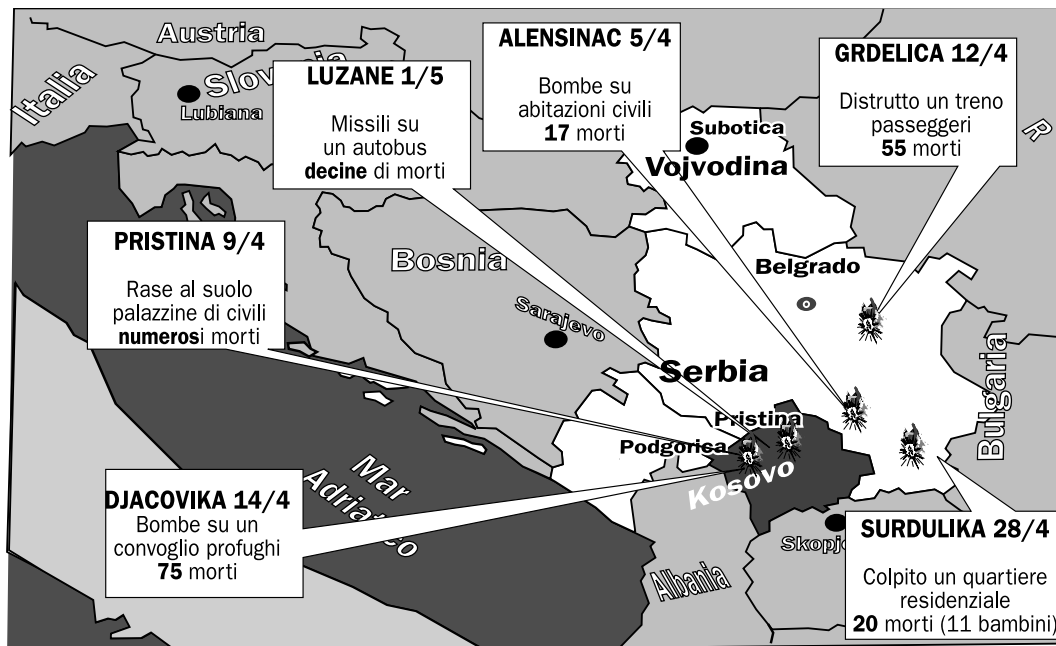 Austria
Italia
Slovenia
Lubiana
LUZANE 1/5
Missili su
un autobus
decine di morti
ALENSINAC 5/4
Bombe su
abitazioni civili
17 morti
GRDELICA 12/4
Distrutto un treno
passeggeri
55 morti
R
Subotica
Vojvodina
PRISTINA 9/4
Rase al suolo
palazzine di civili
numerosi morti
Bosnia
Sarajevo
Belgrado
Serbia
Bulgaria
Pristina
Podgorica
Kosovo
Mar
Adriatico
DJACOVIKA 14/4
Bombe su un
convoglio profughi
75 morti
Albania
Skopj
SURDULIKA 28/4
Colpito un quartiere
residenziale
20 morti (11 bambini)